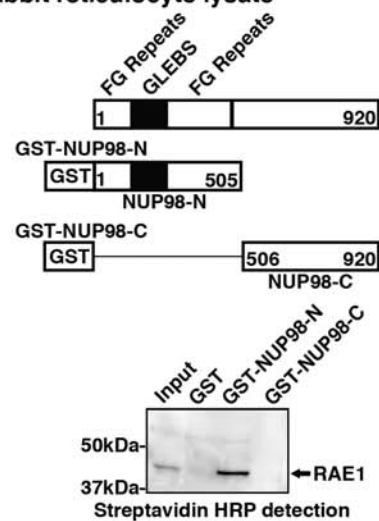 reticulocyte lysate
FG Repeats GLEBS FG Repeats
1 920
GST-NUP98-N
GST 1 505
NUP98-N
GST-NUP98-C
GST 506 920
NUP98-C
Input GST GST-NUP98-N GST-NUP98-C
50kDa-
RAE1
37kDa-
Streptavidin HRP detection